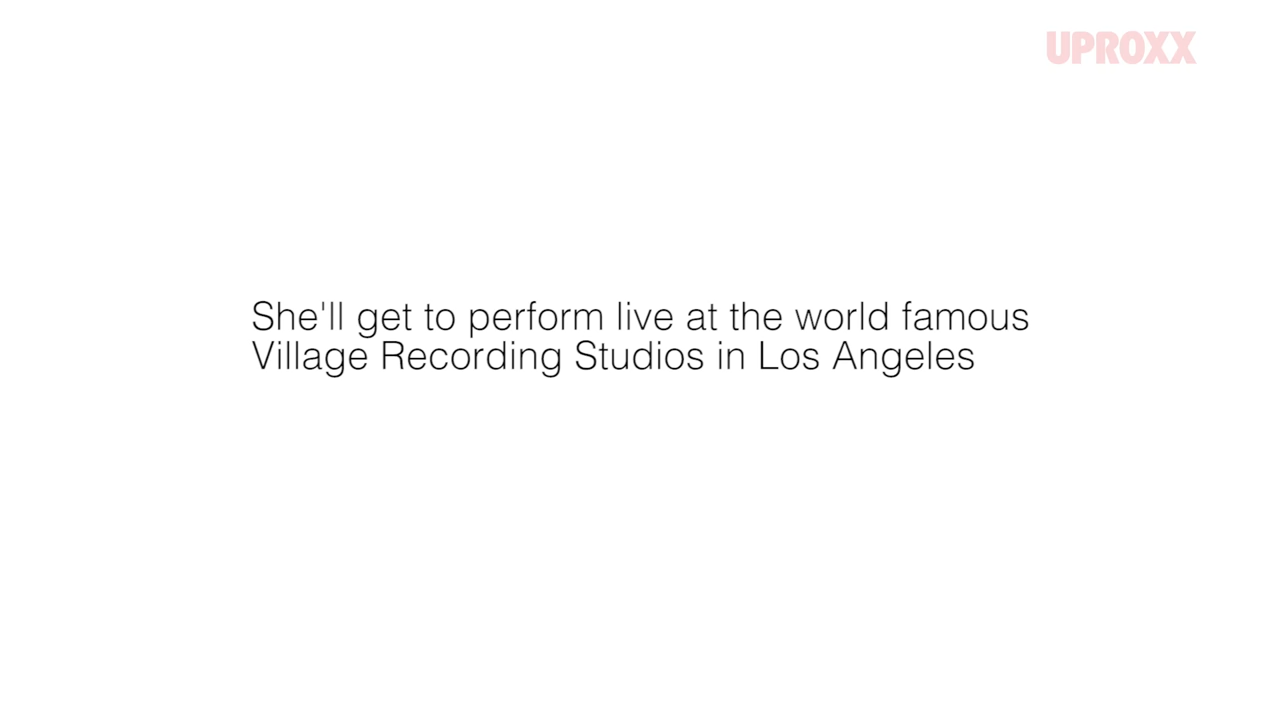 UPROXX
She'll get to perform live at the world famous
Village Recording Studios in Los Angeles